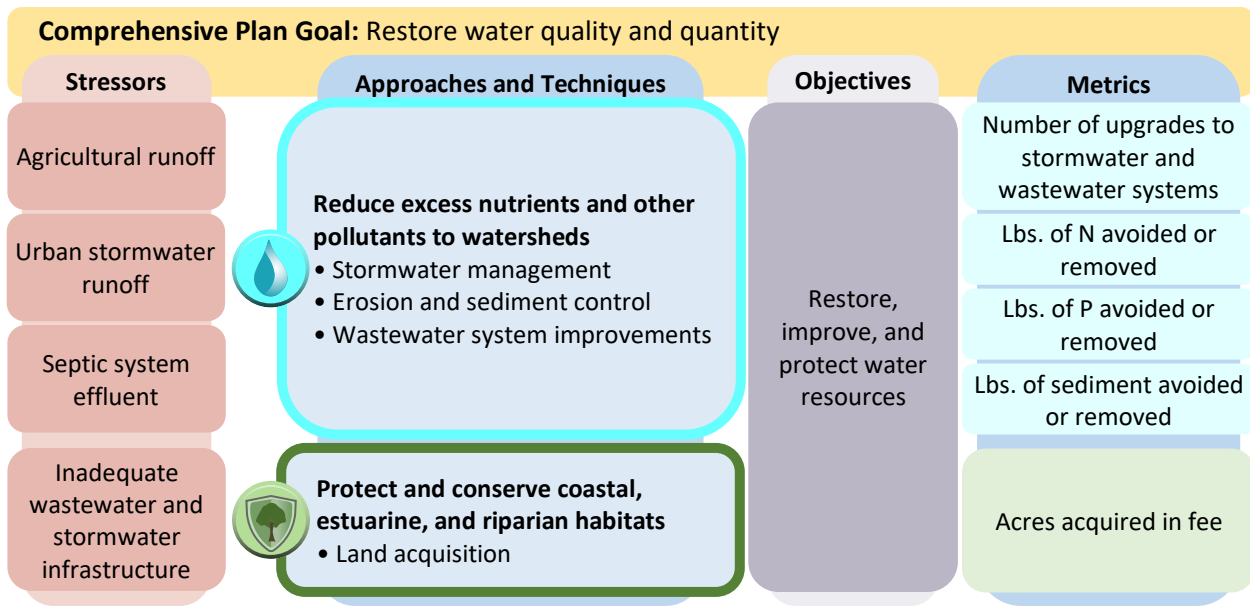 Comprehensive Plan Goal: Restore water quality and quantity
Stressors
Agricultural runoff
Urban stormwater
runoff
Septic system
effluent
Inadequate
wastewater and
stormwater
infrastructure
Approaches and Techniques
Reduce excess nutrients and other
pollutants to watersheds
• Stormwater management
• Erosion and sediment control
• Wastewater system improvements
Protect and conserve coastal,
estuarine, and riparian habitats
• Land acquisition
Objectives
Restore,
improve, and
protect water
resources
Metrics
Number of upgrades to
stormwater and
wastewater systems
Lbs. of N avoided or
removed
Lbs. of P avoided or
removed
Lbs. of sediment avoided
or removed
Acres acquired in fee